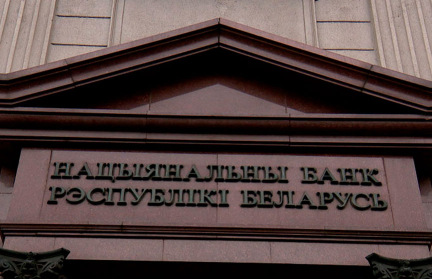 НАЦЫЯНАЛЬНЫ БАНК
РЭСПУБЛІКІ БЕЛАРУСЬ